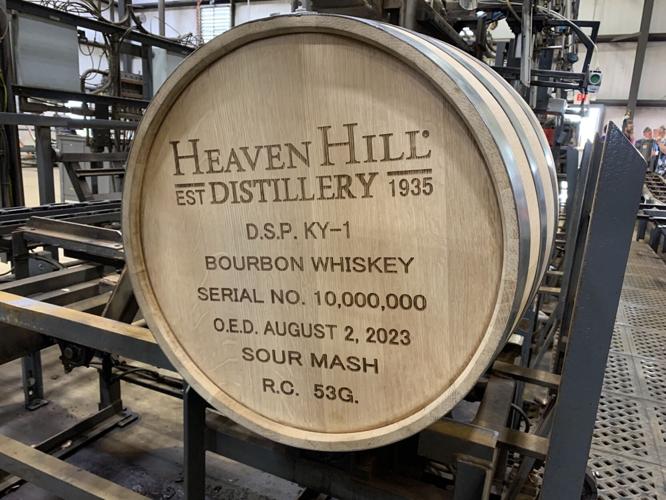 HEAVEN HILL®
EST DISTILLERY 1935
D.S.P. KY-1
BOURBON WHISKEY
SERIAL NO. 10,000,000
O.E.D. AUGUST 2, 2023
SOUR MASH
R.C. 53G.